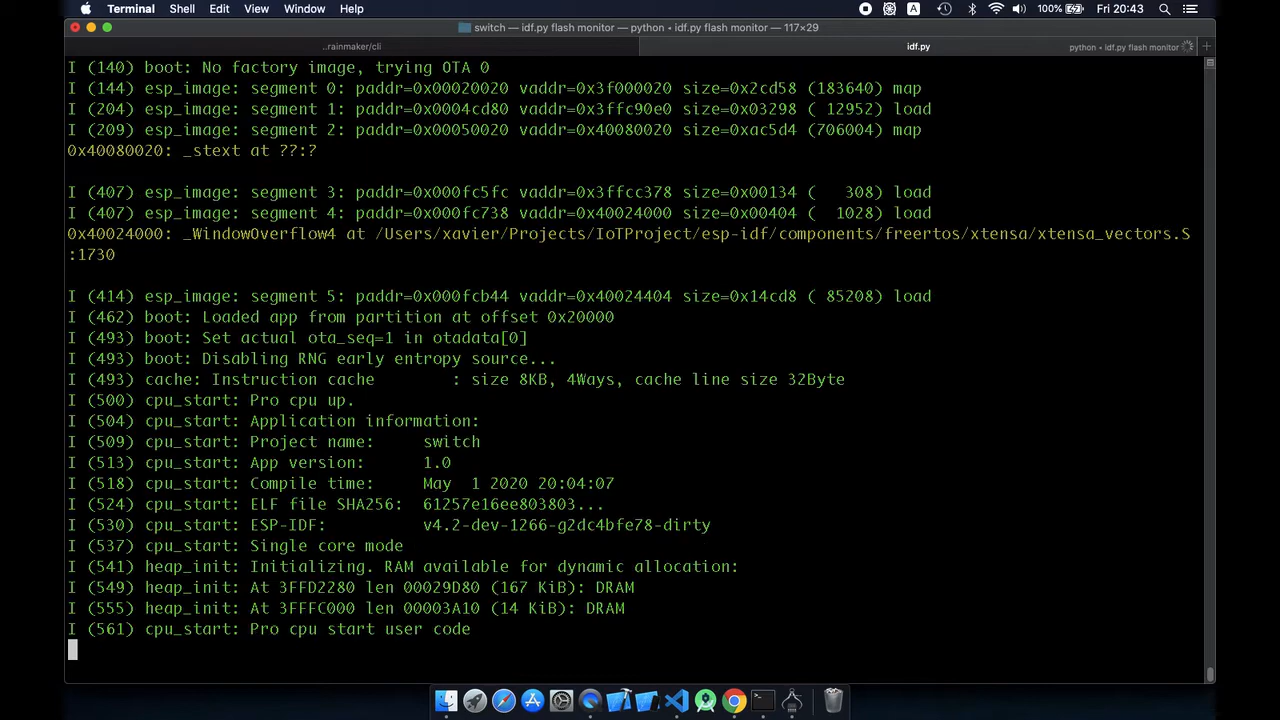 Terminal Shell Edit View Window Help A 100% Fri 20:43
switch — idf.py flash monitor — python • idf.py flash monitor — 117×29
..rainmaker/cli idf.py python • idf.py flash monitor
I (140) boot: No factory image, trying OTA 0
I (144) esp_image: segment 0: paddr=0x00020020 vaddr=0x3f000020 size=0x2cd58 (183640) map
I (204) esp_image: segment 1: paddr=0x0004cd80 vaddr=0x3ffc90e0 size=0x03298 ( 12952) load
I (209) esp_image: segment 2: paddr=0x00050020 vaddr=0x40080020 size=0xac5d4 (706004) map
0x40080020: _stext at ??:?
I (407) esp_image: segment 3: paddr=0x000fc5fc vaddr=0x3ffcc378 size=0x00134 (   308) load
I (407) esp_image: segment 4: paddr=0x000fc738 vaddr=0x40024000 size=0x00404 (  1028) load
0x40024000: _WindowOverflow4 at /Users/xavier/Projects/IoTProject/esp-idf/components/freertos/xtensa/xtensa_vectors.S
:1730
I (414) esp_image: segment 5: paddr=0x000fcb44 vaddr=0x40024404 size=0x14cd8 ( 85208) load
I (462) boot: Loaded app from partition at offset 0x20000
I (493) boot: Set actual ota_seq=1 in otadata[0]
I (493) boot: Disabling RNG early entropy source...
I (493) cache: Instruction cache        : size 8KB, 4Ways, cache line size 32Byte
I (500) cpu_start: Pro cpu up.
I (504) cpu_start: Application information:
I (509) cpu_start: Project name:     switch
I (513) cpu_start: App version:      1.0
I (518) cpu_start: Compile time:     May  1 2020 20:04:07
I (524) cpu_start: ELF file SHA256:  61257e16ee803803...
I (530) cpu_start: ESP-IDF:          v4.2-dev-1266-g2dc4bfe78-dirty
I (537) cpu_start: Single core mode
I (541) heap_init: Initializing. RAM available for dynamic allocation:
I (549) heap_init: At 3FFD2280 len 00029D80 (167 KiB): DRAM
I (555) heap_init: At 3FFFC000 len 00003A10 (14 KiB): DRAM
I (561) cpu_start: Pro cpu start user code